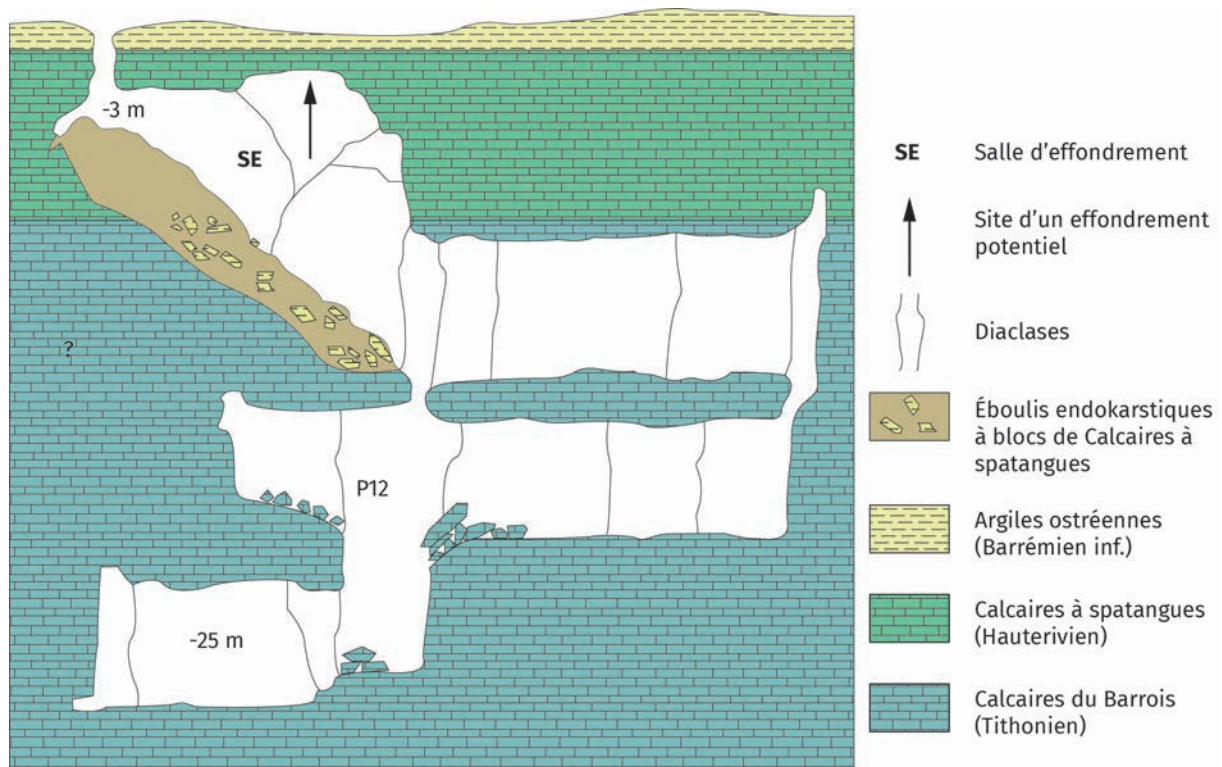 -3 m
SE
?
P12
-25 m
SE
Salle d’effondrement
Site d’un effondrement
potentiel
Diaclases
Éboulis endokarstiques
à blocs de Calcaires à
spatangues
Argiles ostréennes
(Barrémien inf.)
Calcaires à spatangues
(Hauterivien)
Calcaires du Barrois
(Tithonien)